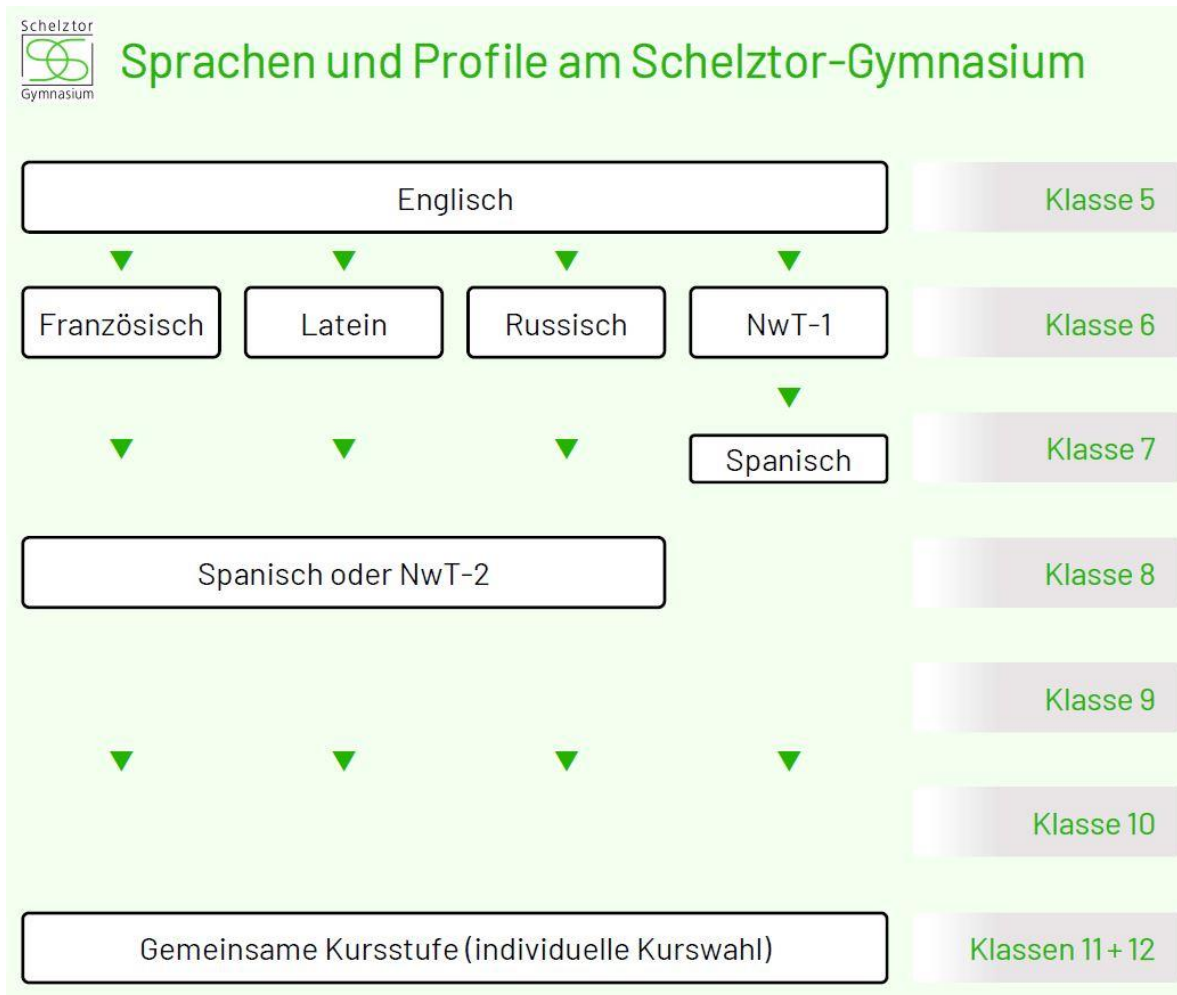 Schelztor
Gymnasium
Sprachen und Profile am Schelztor-Gymnasium
Englisch
Klasse 5
Französisch
Latein
Russisch
NwT-1
Klasse 6
Spanisch
Klasse 7
Spanisch oder NwT-2
Klasse 8
Klasse 9
Klasse 10
Gemeinsame Kursstufe (individuelle Kurswahl)
Klassen 11 + 12